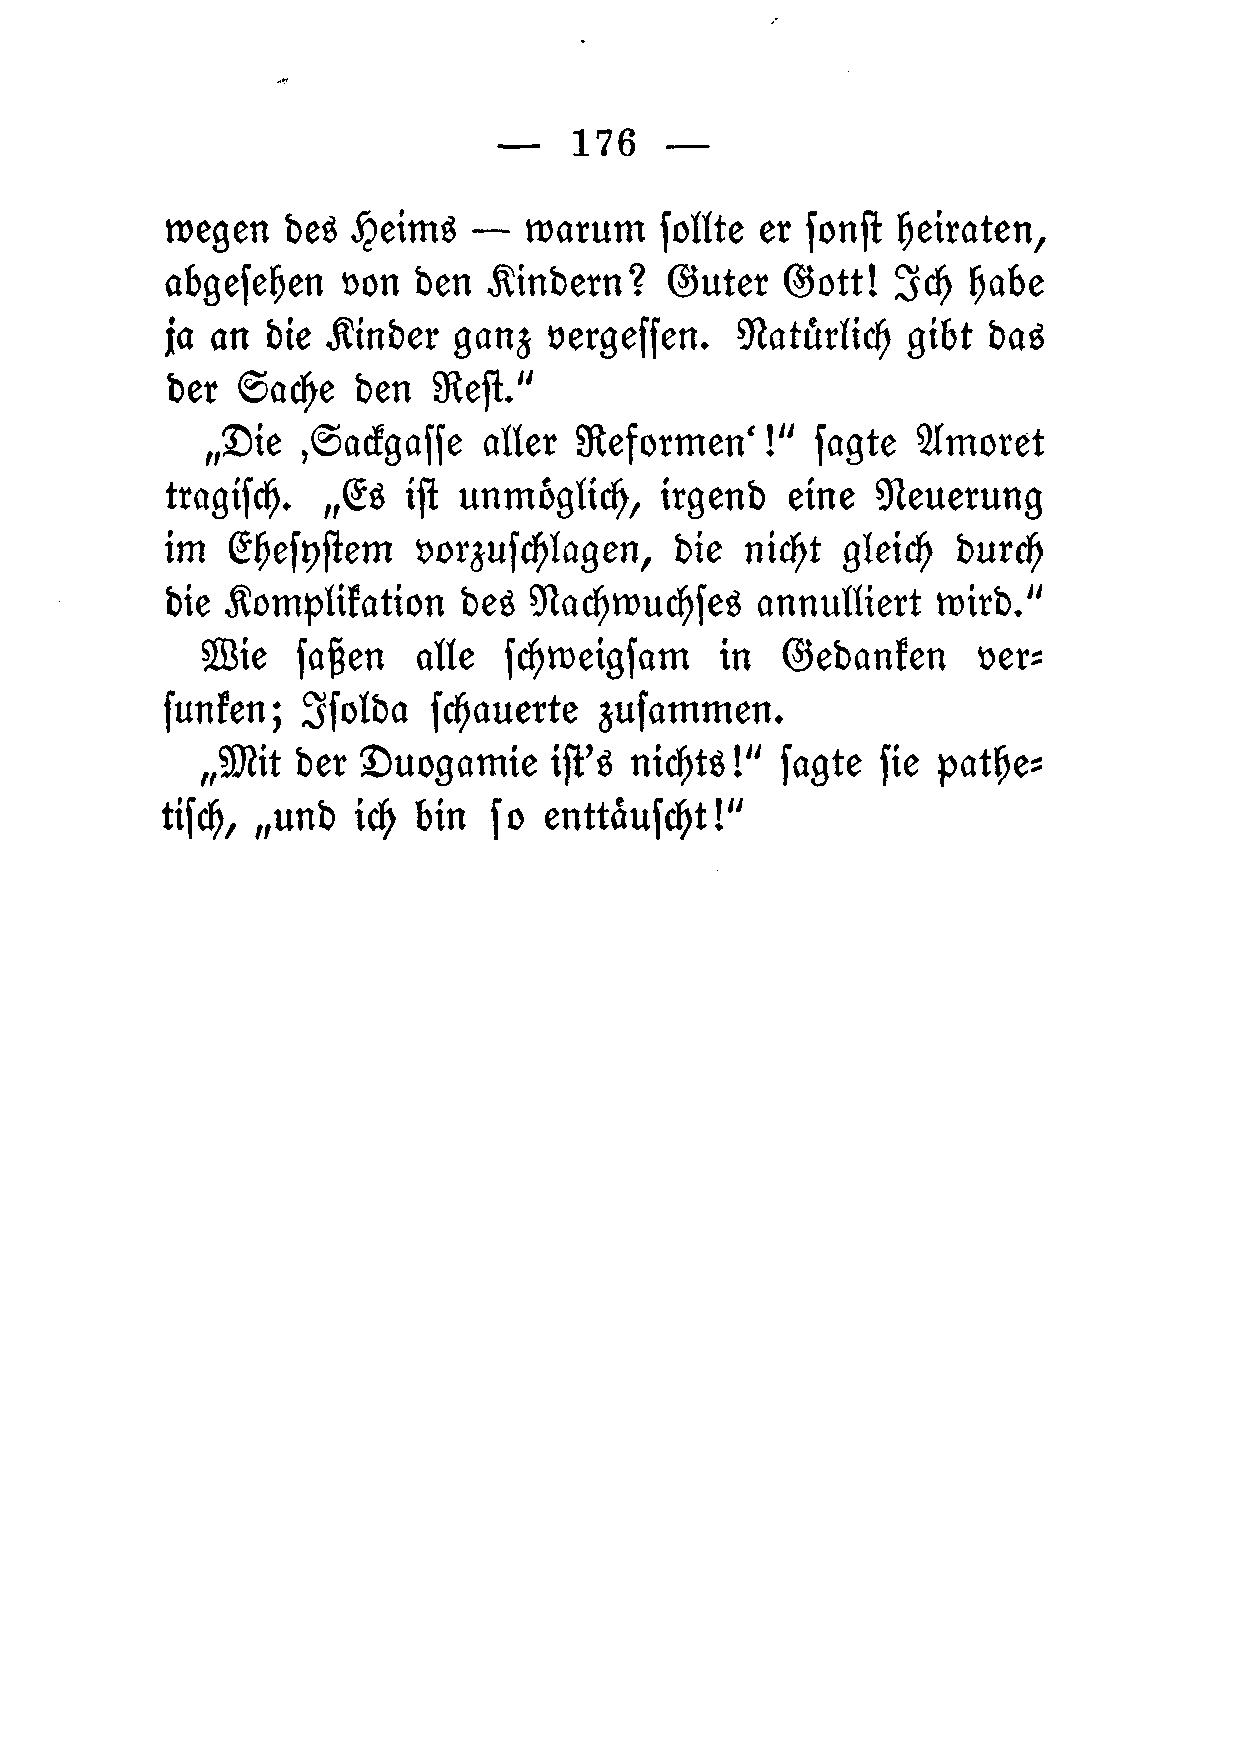 — 176 —
wegen des Heims — warum ſollte er ſonſt heiraten,
abgeſehen von den Kindern? Guter Gott! Ich habe
ja an die Kinder ganz vergeſſen. Natürlich gibt das
der Sache den Reſt."
„Die ‚Sackgaſſe aller Reformen‘!" ſagte Amoret
tragiſch. „Es iſt unmöglich, irgend eine Neuerung
im Eheſyſtem vorzuſchlagen, die nicht gleich durch
die Komplikation des Nachwuchſes annulliert wird."
Wie ſaßen alle ſchweigſam in Gedanken ver⸗
ſunken; Iſolda ſchauerte zuſammen.
„Mit der Duogamie iſt's nichts!" ſagte ſie pathe⸗
tiſch, „und ich bin ſo enttäuſcht!"